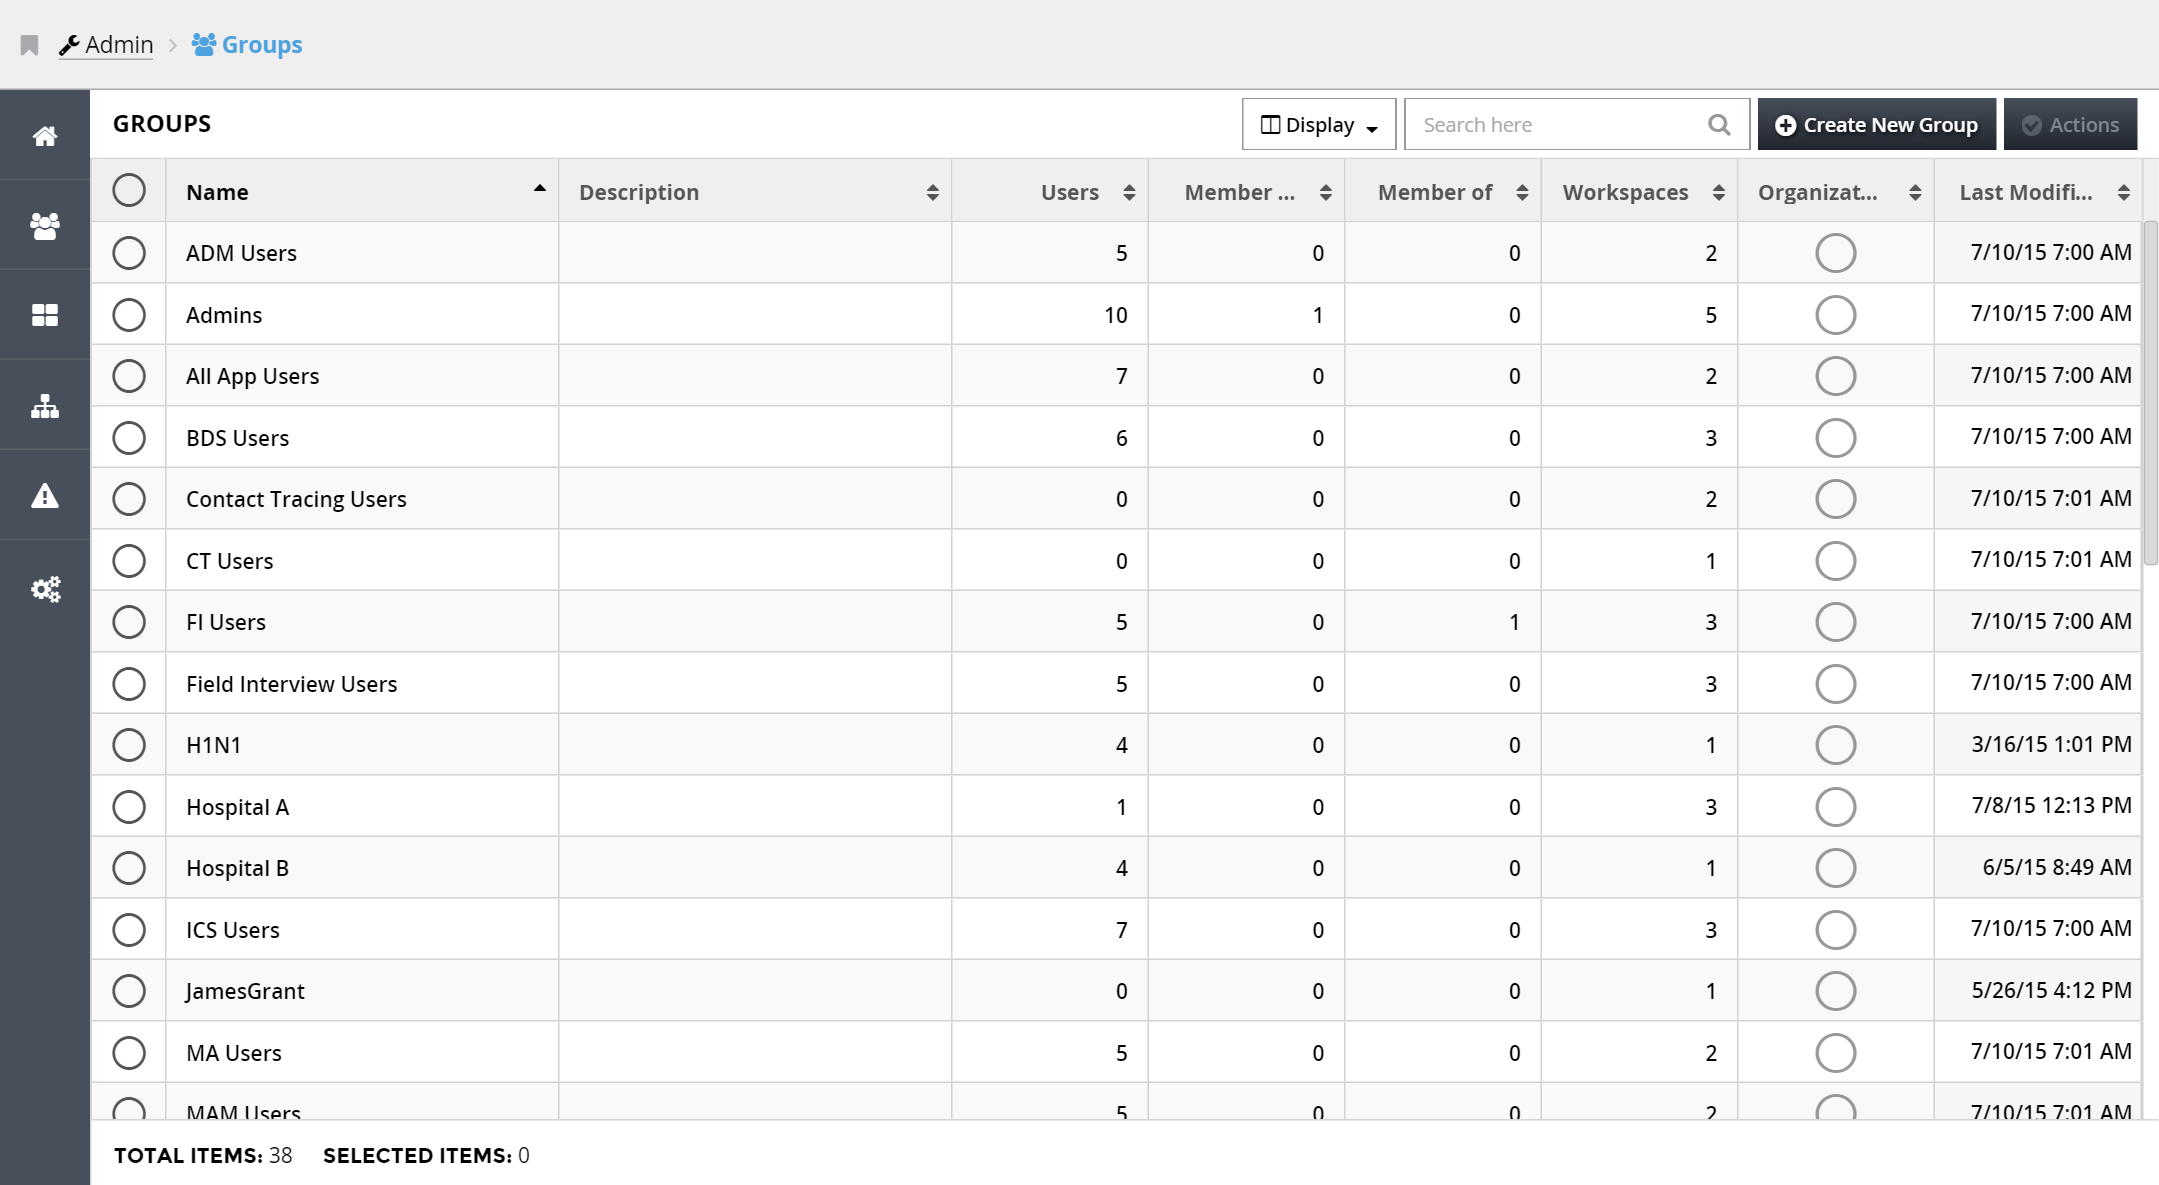 Admin > Groups
GROUPS Display Search here Create New Group Actions
Name Description Users Member ... Member of Workspaces Organizat... Last Modifi...
ADM Users 5 0 0 2 7/10/15 7:00 AM
Admins 10 1 0 5 7/10/15 7:00 AM
All App Users 7 0 0 2 7/10/15 7:00 AM
BDS Users 6 0 0 3 7/10/15 7:00 AM
Contact Tracing Users 0 0 0 2 7/10/15 7:01 AM
CT Users 0 0 0 1 7/10/15 7:01 AM
FI Users 5 0 1 3 7/10/15 7:00 AM
Field Interview Users 5 0 0 3 7/10/15 7:00 AM
H1N1 4 0 0 1 3/16/15 1:01 PM
Hospital A 1 0 0 3 7/8/15 12:13 PM
Hospital B 4 0 0 1 6/5/15 8:49 AM
ICS Users 7 0 0 3 7/10/15 7:00 AM
JamesGrant 0 0 0 1 5/26/15 4:12 PM
MA Users 5 0 0 2 7/10/15 7:01 AM
MAM Users 5 0 0 2 7/10/15 7:01 AM
TOTAL ITEMS: 38 SELECTED ITEMS: 0